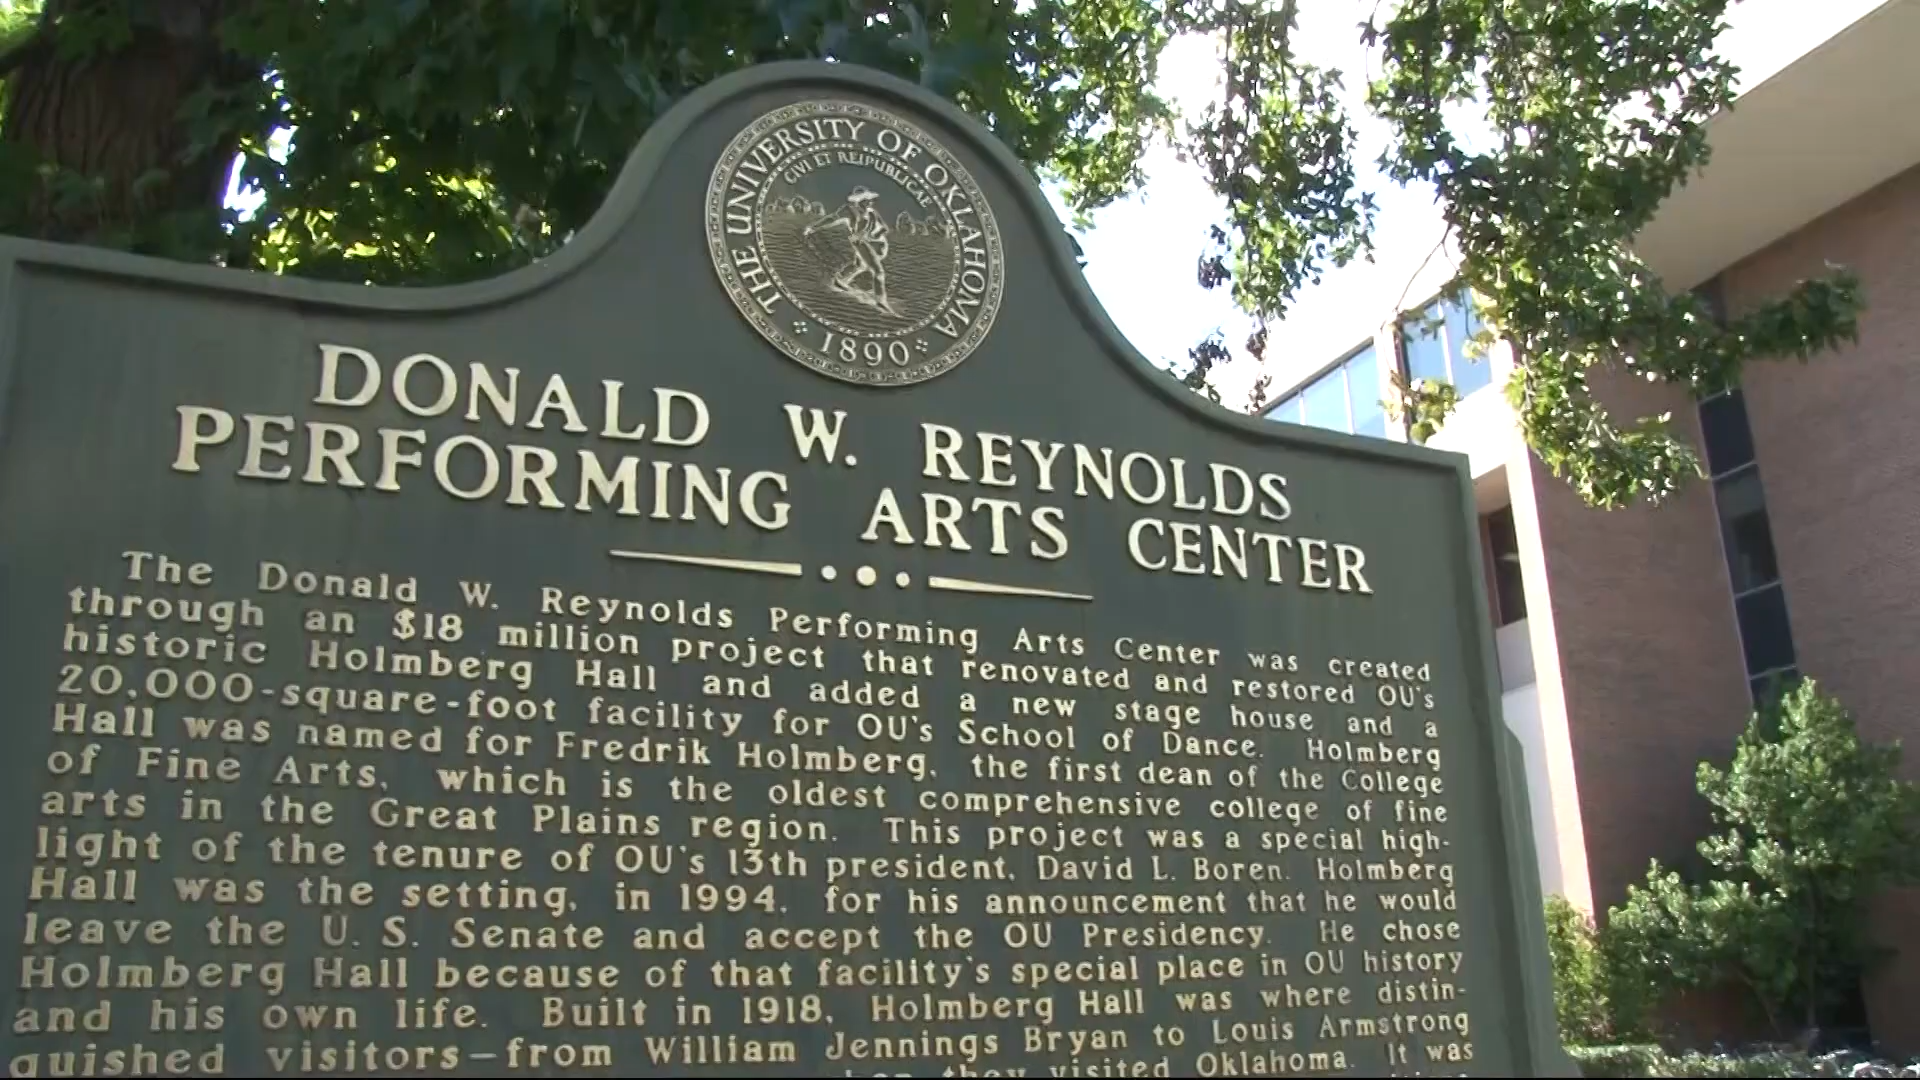 THE UNIVERSITY OF OKLAHOMA
CIVI ET REIPUBLICAE
1890
DONALD W. REYNOLDS
PERFORMING ARTS CENTER
The Donald W. Reynolds Performing Arts Center was created
through an $18 million project that renovated and restored OU's
historic Holmberg Hall and added a new stage house and a
20,000-square-foot facility for OU's School of Dance. Holmberg
Hall was named for Fredrik Holmberg, the first dean of the College
of Fine Arts, which is the oldest comprehensive college of fine
arts in the Great Plains region. This project was a special high-
light of the tenure of OU's 13th president, David L. Boren. Holmberg
Hall was the setting, in 1994, for his announcement that he would
leave the U. S. Senate and accept the OU Presidency. He chose
Holmberg Hall because of that facility's special place in OU history
and his own life. Built in 1918, Holmberg Hall was where distin-
guished visitors—from William Jennings Bryan to Louis Armstrong
they visited Oklahoma. It was